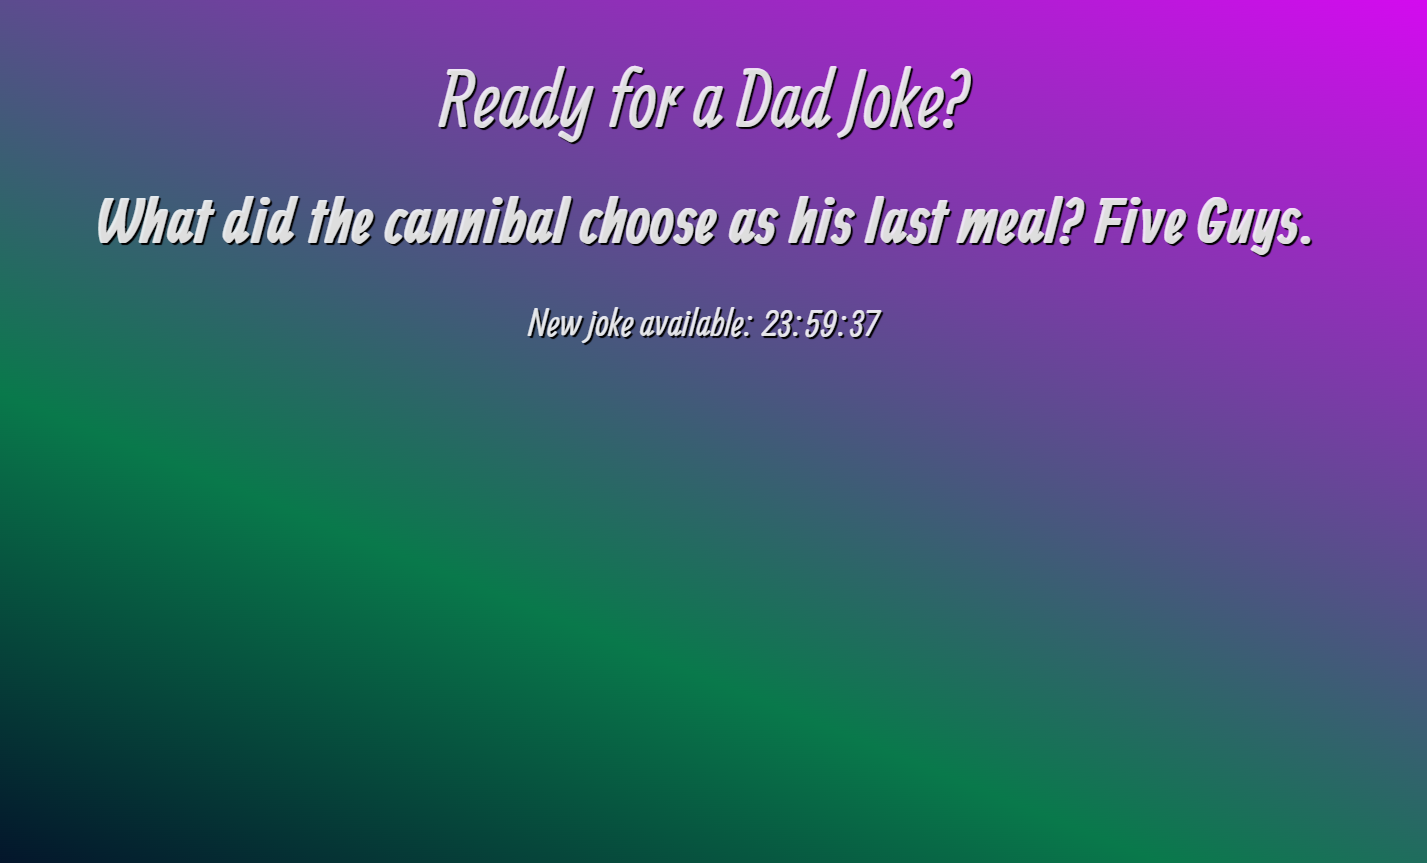 Ready for a Dad Joke?
What did the cannibal choose as his last meal? Five Guys.
New joke available: 23:59:37